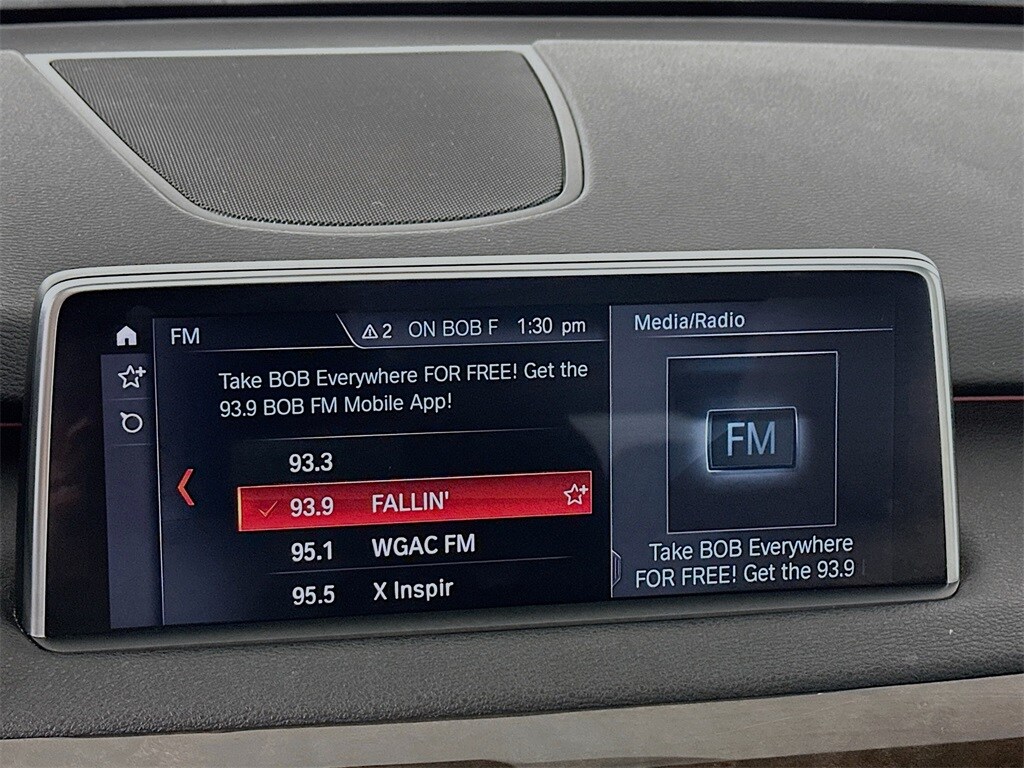 FM
2 ON BOB F 1:30 pm
Media/Radio
Take BOB Everywhere FOR FREE! Get the
93.9 BOB FM Mobile App!
93.3
93.9 FALLIN'
95.1 WGAC FM
95.5 X Inspir
FM
Take BOB Everywhere
FOR FREE! Get the 93.9